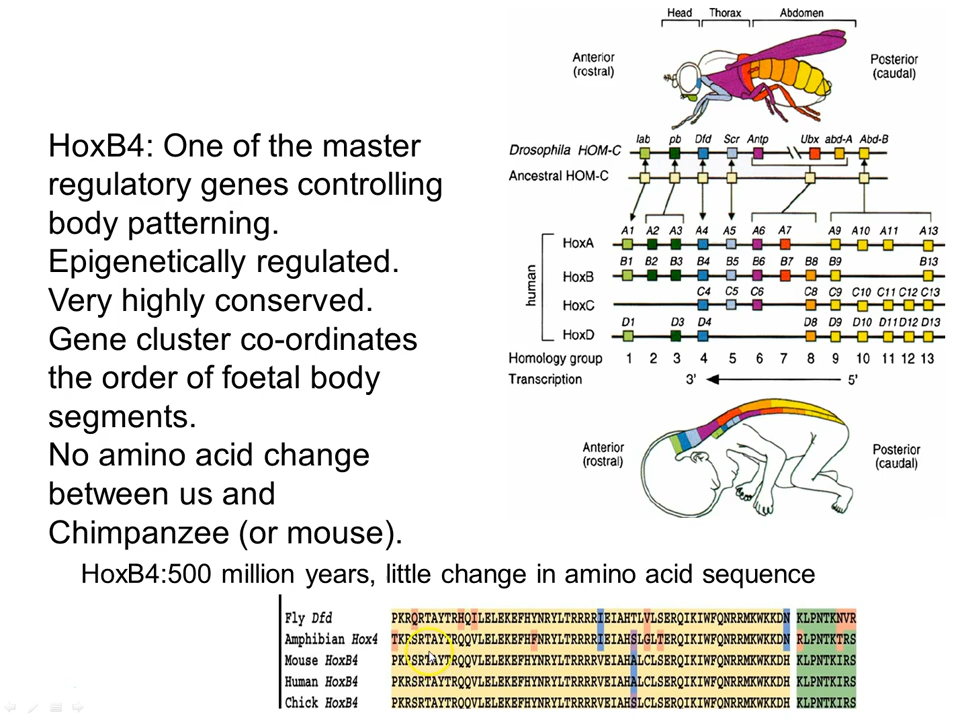 Head Thorax Abdomen
Anterior
(rostral)
Posterior
(caudal)
HoxB4: One of the master
regulatory genes controlling
body patterning.
Epigenetically regulated.
Very highly conserved.
Gene cluster co-ordinates
the order of foetal body
segments.
No amino acid change
between us and
Chimpanzee (or mouse).
lab pb Dfd Scr Antp Ubx abd-A Abd-B
Drosophila HOM-C
Ancestral HOM-C
A1 A2 A3 A4 A5 A6 A7 A9 A10 A11 A13
HoxA
B1 B2 B3 B4 B5 B6 B7 B8 B9 B13
HoxB
C4 C5 C6 C8 C9 C10 C11 C12 C13
HoxC
D1 D3 D4 D8 D9 D10 D11 D12 D13
HoxD
human
Homology group 1 2 3 4 5 6 7 8 9 10 11 12 13
Transcription 3' 5'
Anterior
(rostral)
Posterior
(caudal)
HoxB4:500 million years, little change in amino acid sequence
Fly Dfd PKRQRTAYTRHQILELEKEFHYNRYLTRRRRIEIAHTLVLSERQIKIWFQNRRMKWKKDN KLPNTKNVR
Amphibian Hox4 TKRSRTAYTRQQVLELEKEFHFNRYLTRRRRIEIAHSLGLTERQIKIWFQNRRMKWKKDN RLPNTKTRS
Mouse HoxB4 PKRSRTAYTRQQVLELEKEFHYNRYLTRRRRVEIAHALCLSERQIKIWFQNRRMKWKKDH KLPNTKIRS
Human HoxB4 PKRSRTAYTRQQVLELEKEFHYNRYLTRRRRVEIAHALCLSERQIKIWFQNRRMKWKKDH KLPNTKIRS
Chick HoxB4 PKRSRTAYTRQQVLELEKEFHYNRYLTRRRRVEIAHSLCLSERQIKIWFQNRRMKWKKDH KLPNTKIRS